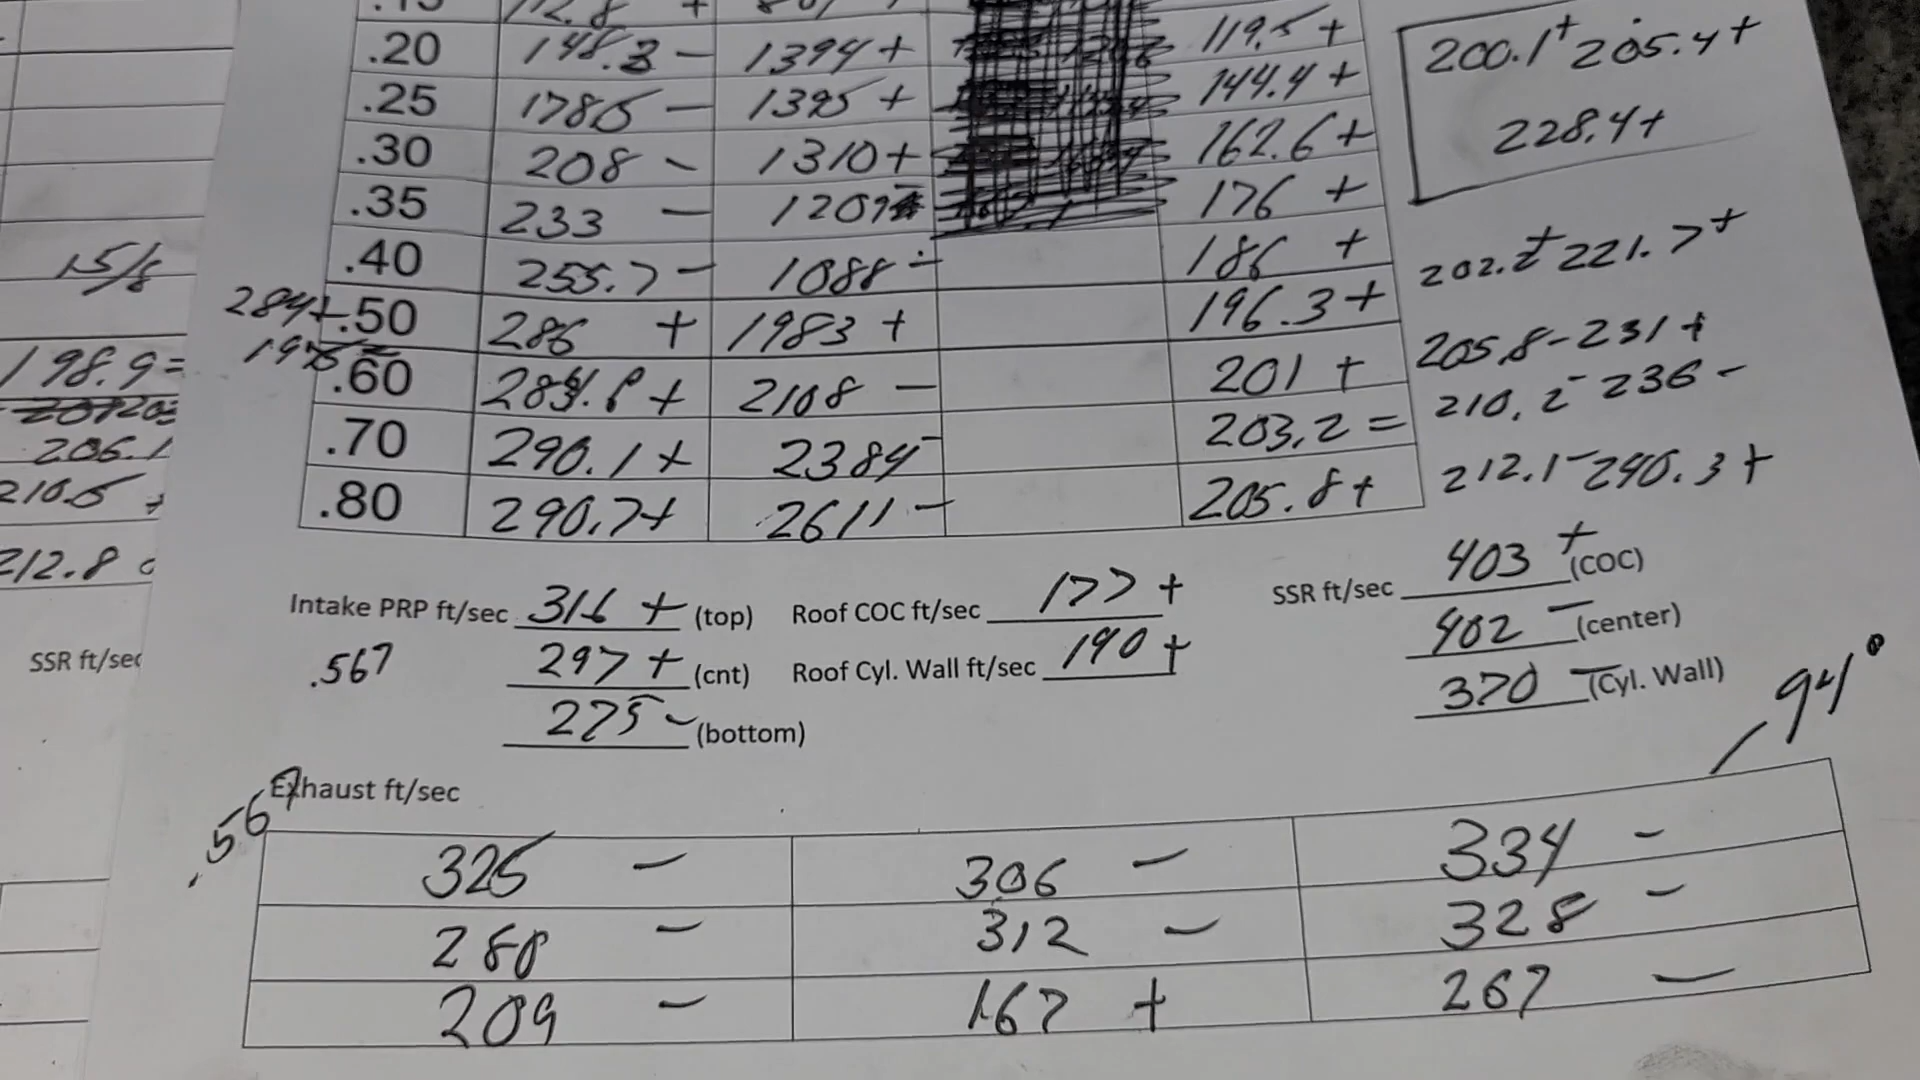 .20 148.3 - 1394 + 119.5 + 200.1+ 205.4+
.25 178.5 - 1395 + 144.4 + 228.4+
.30 208 - 1310+ 162.6+
.35 233 - 1209 176 +
15/8 .40 255.7 - 1088 - 186 + 202.2+ 221.7+
284+ .50 286 + 1983 + 196.3+
198.9= .60 + 2108 - 201 + 205.8- 231+
206.1 .70 290.1+ 2384- 203.2= 210.2- 236-
210.5 + .80 290.7+ 2611- 205.8+ 212.1- 240.3+
212.8
Intake PRP ft/sec 316 + (top) Roof COC ft/sec 177+ SSR ft/sec 403 + (COC)
SSR ft/sec .567 297+ (cnt) Roof Cyl. Wall ft/sec 190+ 402 - (center)
275- (bottom) 370 - (Cyl. Wall)
94°
.567 Exhaust ft/sec
325 - 306 - 334 -
280 - 312 - 328 -
209 - 167 + 267 -